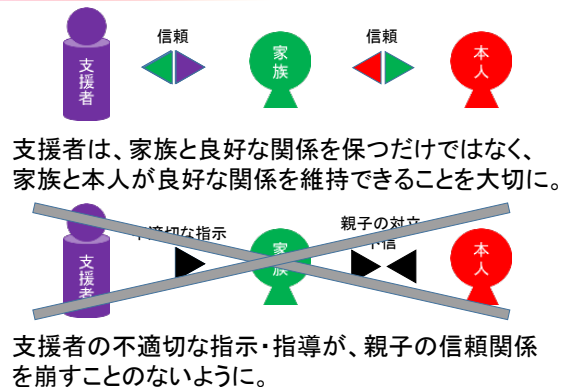 信頼
信頼
支援者
家族
本人
支援者は、家族と良好な関係を保つだけではなく、
家族と本人が良好な関係を維持できることを大切に。
不適切な指示
親子の対立
不信
支援者
家族
本人
支援者の不適切な指示・指導が、親子の信頼関係
を崩すことのないように。